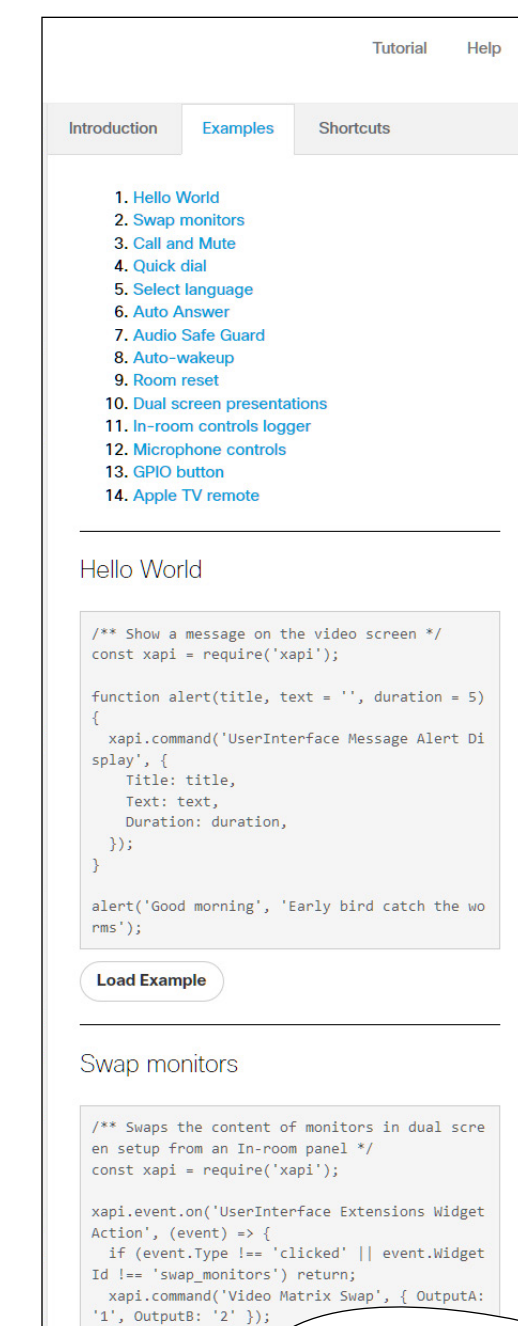 Tutorial Help
Introduction Examples Shortcuts
1. Hello World
2. Swap monitors
3. Call and Mute
4. Quick dial
5. Select language
6. Auto Answer
7. Audio Safe Guard
8. Auto-wakeup
9. Room reset
10. Dual screen presentations
11. In-room controls logger
12. Microphone controls
13. GPIO button
14. Apple TV remote
Hello World
/** Show a message on the video screen */
const xapi = require('xapi');
function alert(title, text = '', duration = 5)
{
  xapi.command('UserInterface Message Alert Di
splay', {
    Title: title,
    Text: text,
    Duration: duration,
  });
}
alert('Good morning', 'Early bird catch the wo
rms');
Load Example
Swap monitors
/** Swaps the content of monitors in dual scre
en setup from an In-room panel */
const xapi = require('xapi');
xapi.event.on('UserInterface Extensions Widget
Action', (event) => {
  if (event.Type !== 'clicked' || event.Widget
Id !== 'swap_monitors') return;
  xapi.command('Video Matrix Swap', { OutputA:
'1', OutputB: '2' });